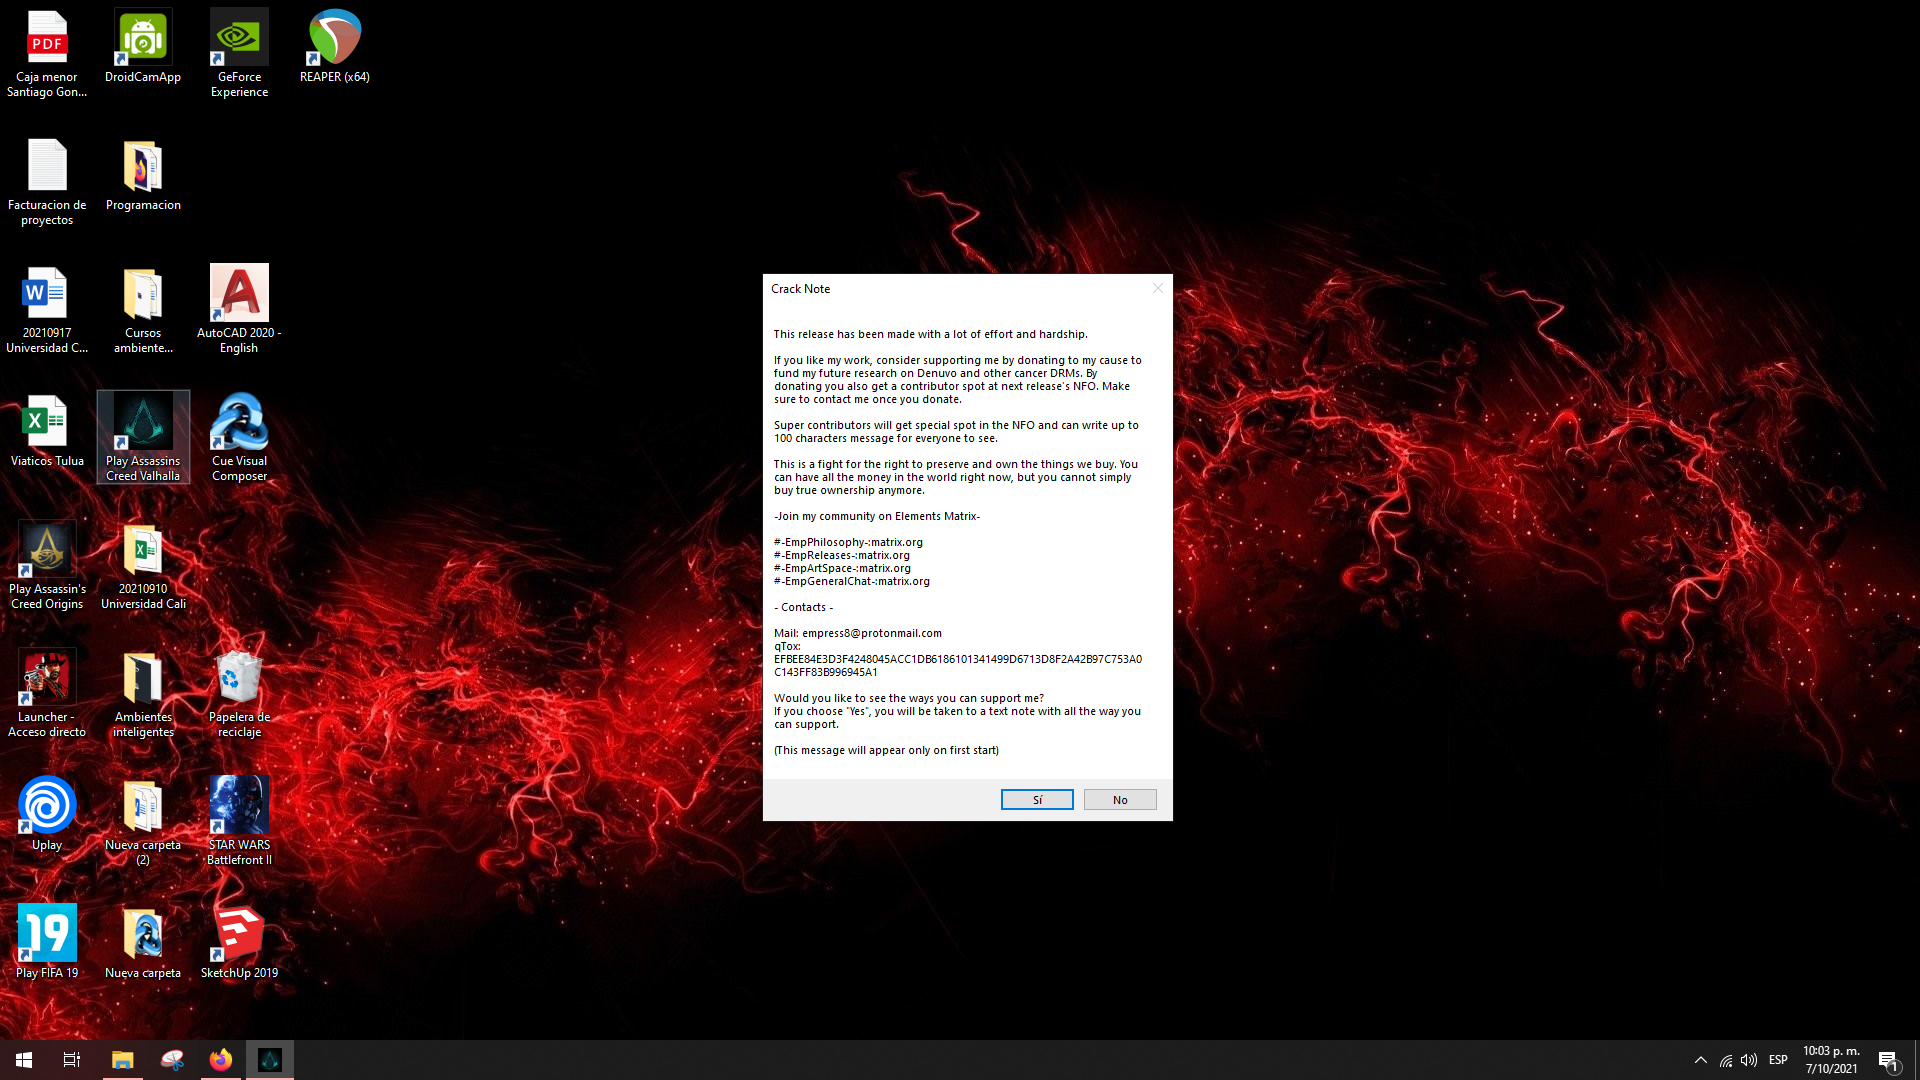 PDF
Caja menor
Santiago Gon...
DroidCamApp
GeForce
Experience
REAPER (x64)
Facturacion de
proyectos
Programacion
W
20210917
Universidad C...
Cursos
ambiente...
A
AutoCAD 2020 -
English
X
Viaticos Tulua
Play Assassins
Creed Valhalla
Cue Visual
Composer
Play Assassin's
Creed Origins
20210910
Universidad Cali
Launcher -
Acceso directo
Ambientes
inteligentes
Papelera de
reciclaje
Uplay
Nueva carpeta
(2)
STAR WARS
Battlefront II
19
Play FIFA 19
Nueva carpeta
SketchUp 2019
Crack Note
This release has been made with a lot of effort and hardship.
If you like my work, consider supporting me by donating to my cause to
fund my future research on Denuvo and other cancer DRMs. By
donating you also get a contributor spot at next release's NFO. Make
sure to contact me once you donate.
Super contributors will get special spot in the NFO and can write up to
100 characters message for everyone to see.
This is a fight for the right to preserve and own the things we buy. You
can have all the money in the world right now, but you cannot simply
buy true ownership anymore.
-Join my community on Elements Matrix-
#-EmpPhilosophy-:matrix.org
#-EmpReleases-:matrix.org
#-EmpArtSpace-:matrix.org
#-EmpGeneralChat-:matrix.org
- Contacts -
Mail: empress8@protonmail.com
qTox:
EFBEE84E3D3F4248045ACC1DB6186101341499D6713D8F2A42B97C753A0
C143FF83B996945A1
Would you like to see the ways you can support me?
If you choose "Yes", you will be taken to a text note with all the way you
can support.
(This message will appear only on first start)
Sí
No
ESP
10:03 p. m.
7/10/2021
1